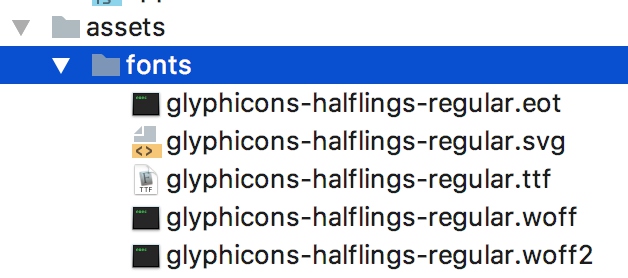 assets
fonts
glyphicons-halflings-regular.eot
glyphicons-halflings-regular.svg
TTF
glyphicons-halflings-regular.ttf
glyphicons-halflings-regular.woff
glyphicons-halflings-regular.woff2